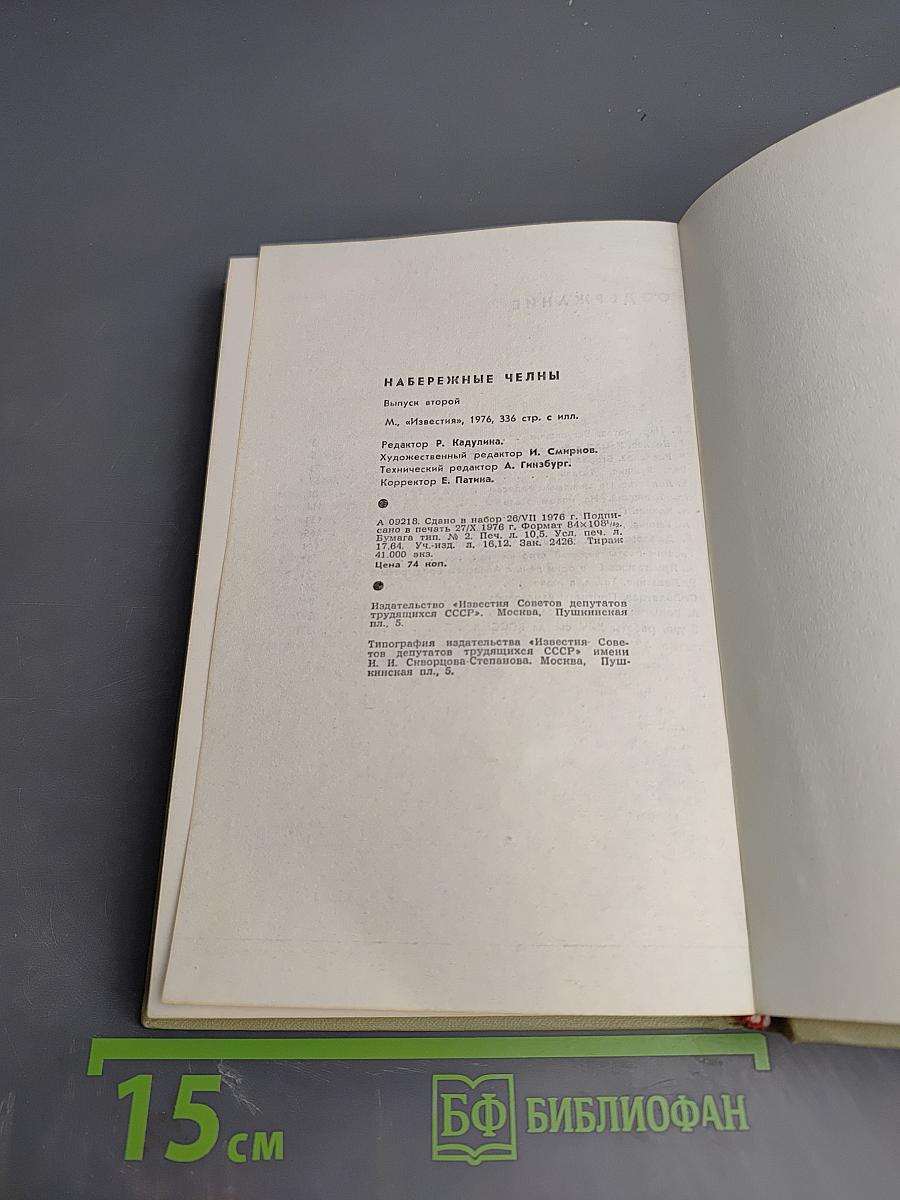 СОДЕРЖАНИЕ
НАБЕРЕЖНЫЕ ЧЕЛНЫ
Выпуск второй
М., «Известия», 1976, 336 стр. с илл.
Редактор Р. Кадулина.
Художественный редактор И. Смирнов.
Технический редактор А. Гинзбург.
Корректор Е. Патина.
А 09218. Сдано в набор 26/VII 1976 г. Подпи-
сано в печать 27/X 1976 г. Формат 84×108¹/₃₂.
Бумага тип. № 2. Печ. л. 10,5. Усл. печ. л.
17,64. Уч.-изд. л. 16,12. Зак. 2426. Тираж
41.000 экз.
Цена 74 коп.
Издательство «Известия Советов депутатов
трудящихся СССР». Москва, Пушкинская
пл., 5.
Типография издательства «Известия Сове-
тов депутатов трудящихся СССР» имени
И. И. Скворцова-Степанова. Москва, Пуш-
кинская пл., 5.
15 см
БФ БИБЛИОФАН